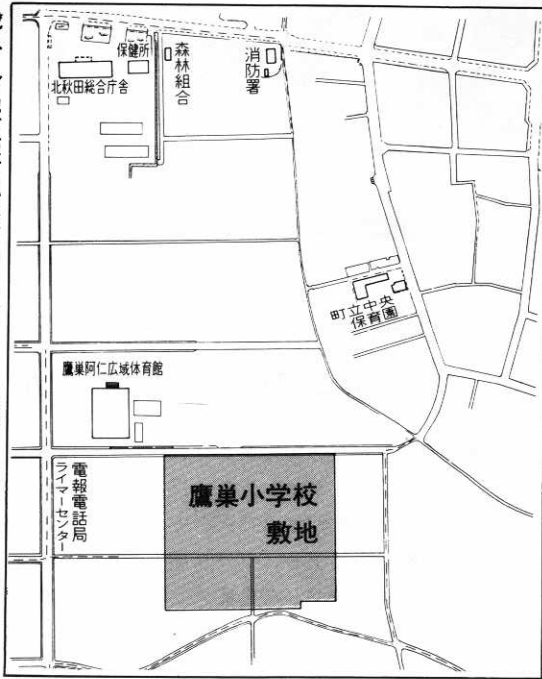 保健所
北秋田総合庁舎
森林組合
消防署
町立中央
保育園
鷹巣阿仁広域体育館
電報電話局
ライマーセンター
鷹巣小学校
敷地